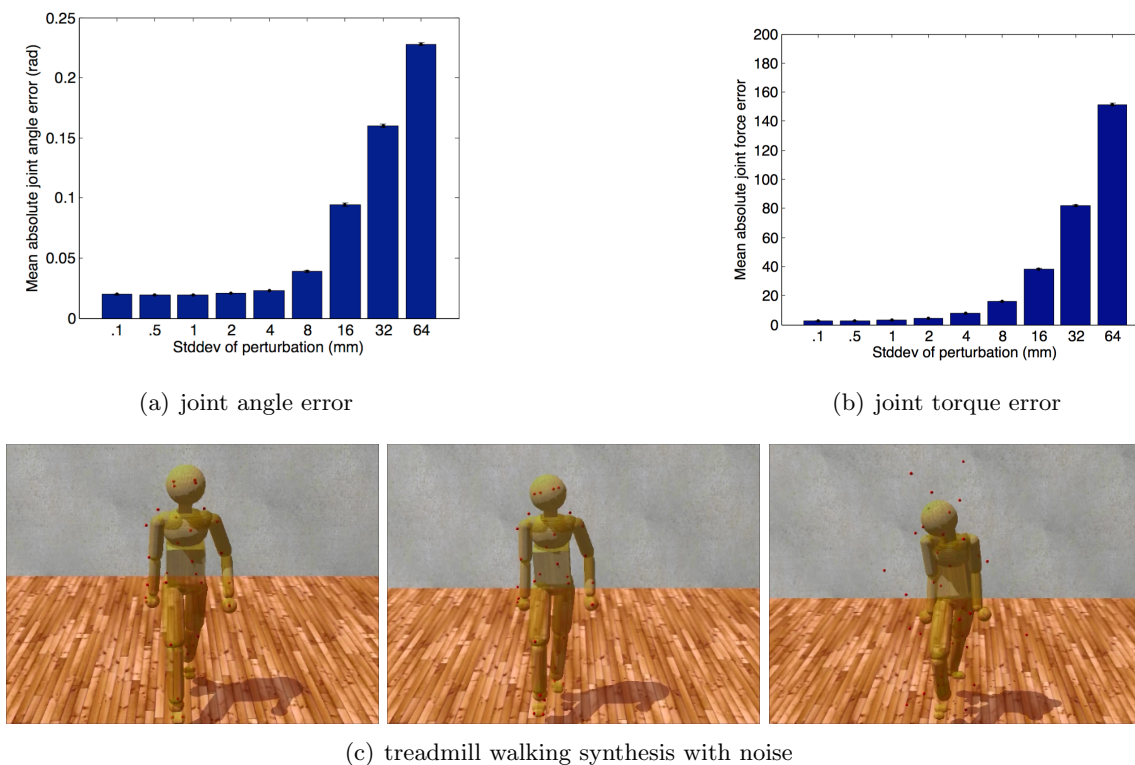 0.25
0.2
0.15
0.1
0.05
0
Mean absolute joint angle error (rad)
.1 .5 1 2 4 8 16 32 64
Stddev of perturbation (mm)
(a) joint angle error
200
180
160
140
120
100
80
60
40
20
0
Mean absolute joint force error
.1 .5 1 2 4 8 16 32 64
Stddev of perturbation (mm)
(b) joint torque error
(c) treadmill walking synthesis with noise